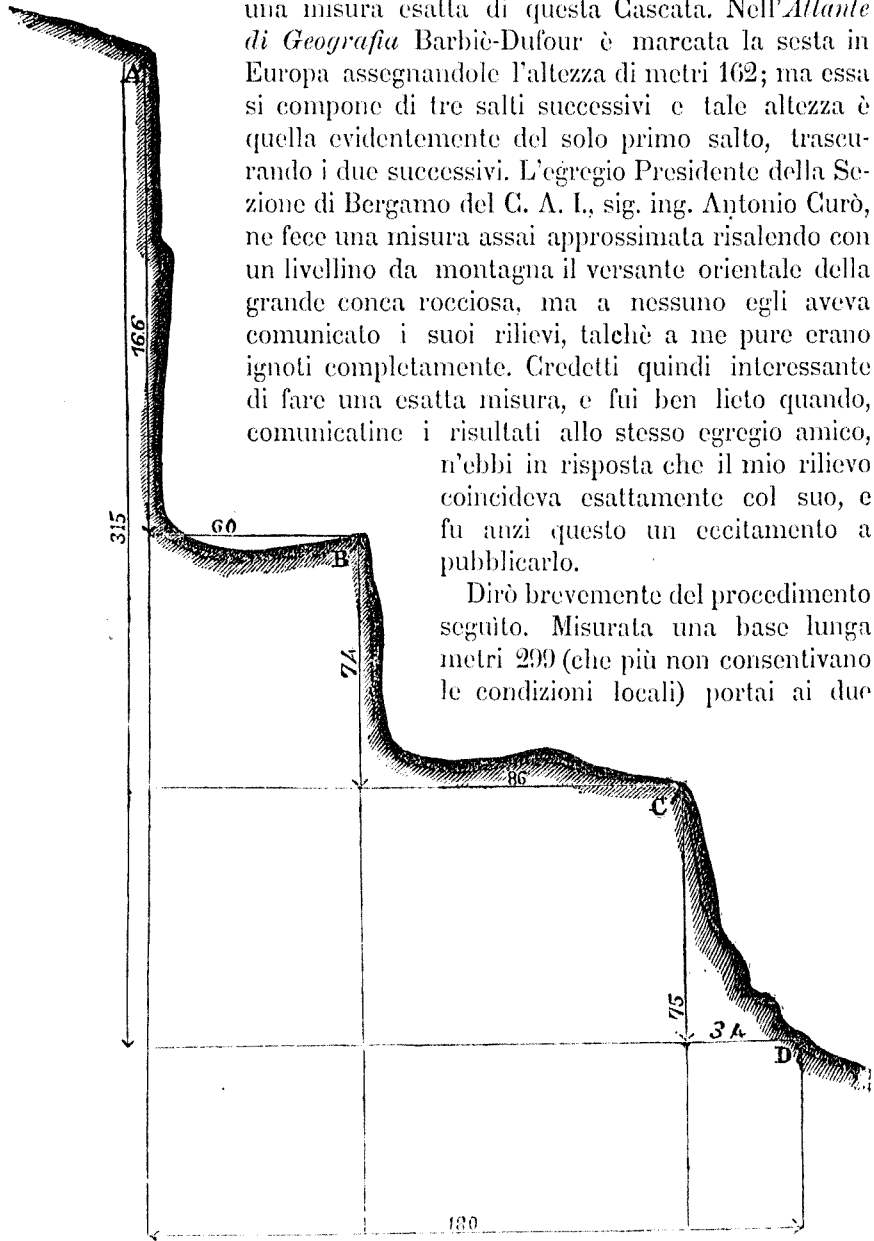 una misura esatta di questa Cascata. Nell'Atlante
di Geografia Barbiè-Dufour è marcata la sesta in
Europa assegnandole l'altezza di metri 162; ma essa
si compone di tre salti successivi e tale altezza è
quella evidentemente del solo primo salto, trascu-
rando i due successivi. L'egregio Presidente della Se-
zione di Bergamo del C. A. I., sig. ing. Antonio Curò,
ne fece una misura assai approssimata risalendo con
un livellino da montagna il versante orientale della
grande conca rocciosa, ma a nessuno egli aveva
comunicato i suoi rilievi, talchè a me pure erano
ignoti completamente. Credetti quindi interessante
di fare una esatta misura, e fui ben lieto quando,
comunicatine i risultati allo stesso egregio amico,
n'ebbi in risposta che il mio rilievo
coincideva esattamente col suo, e
fu anzi questo un eccitamento a
pubblicarlo.
Dirò brevemente del procedimento
seguito. Misurata una base lunga
metri 299 (che più non consentivano
le condizioni locali) portai ai due
A
166
315
60
B
74
86
C
75
34
D
180